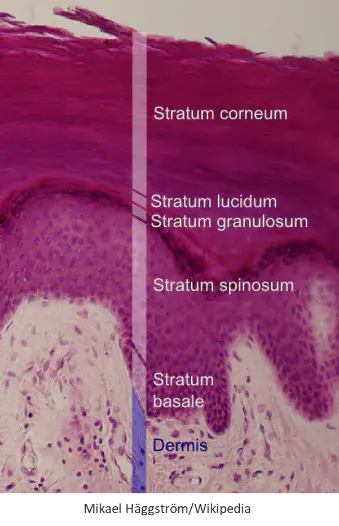 Stratum corneum
Stratum lucidum
Stratum granulosum
Stratum spinosum
Stratum
basale
Dermis
Mikael Häggström/Wikipedia